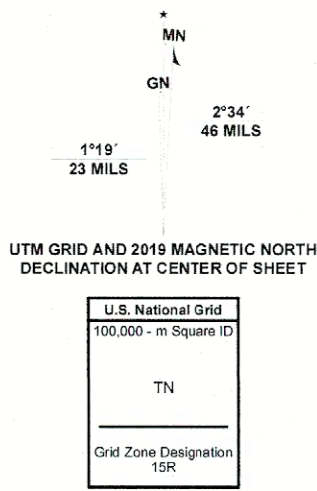 MN
GN
2°34´
46 MILS
1°19´
23 MILS
UTM GRID AND 2019 MAGNETIC NORTH
DECLINATION AT CENTER OF SHEET
U.S. National Grid
100,000 - m Square ID
TN
Grid Zone Designation
15R